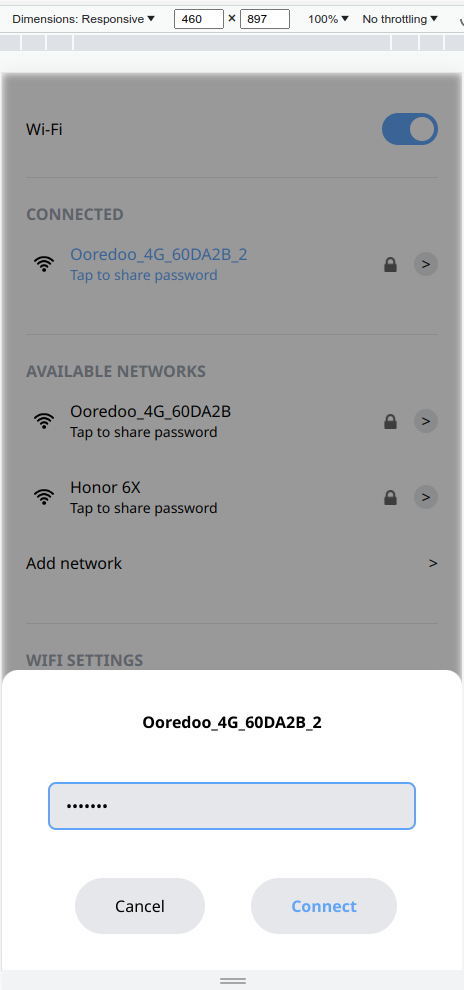 Dimensions: Responsive ▼ 460 × 897 100% ▼ No throttling ▼
Wi-Fi
CONNECTED
Ooredoo_4G_60DA2B_2
Tap to share password
>
AVAILABLE NETWORKS
Ooredoo_4G_60DA2B
Tap to share password
>
Honor 6X
Tap to share password
>
Add network >
WIFI SETTINGS
Ooredoo_4G_60DA2B_2
•••••••
Cancel Connect